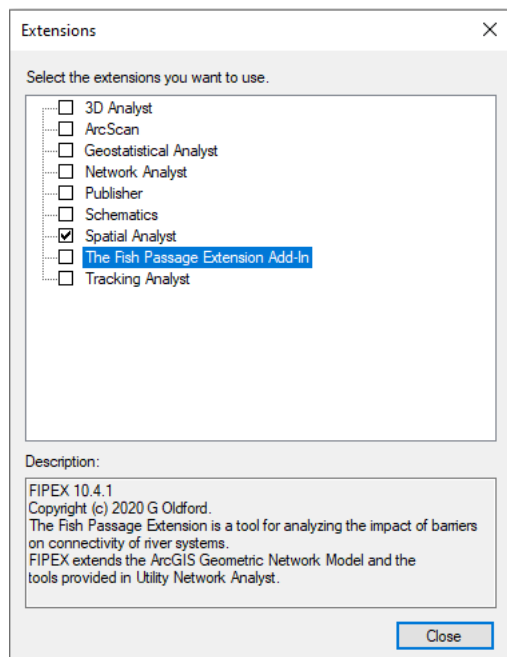 Extensions
Select the extensions you want to use.
3D Analyst
ArcScan
Geostatistical Analyst
Network Analyst
Publisher
Schematics
Spatial Analyst
The Fish Passage Extension Add-In
Tracking Analyst
Description:
FIPEX 10.4.1
Copyright (c) 2020 G Oldford.
The Fish Passage Extension is a tool for analyzing the impact of barriers
on connectivity of river systems.
FIPEX extends the ArcGIS Geometric Network Model and the
tools provided in Utility Network Analyst.
Close